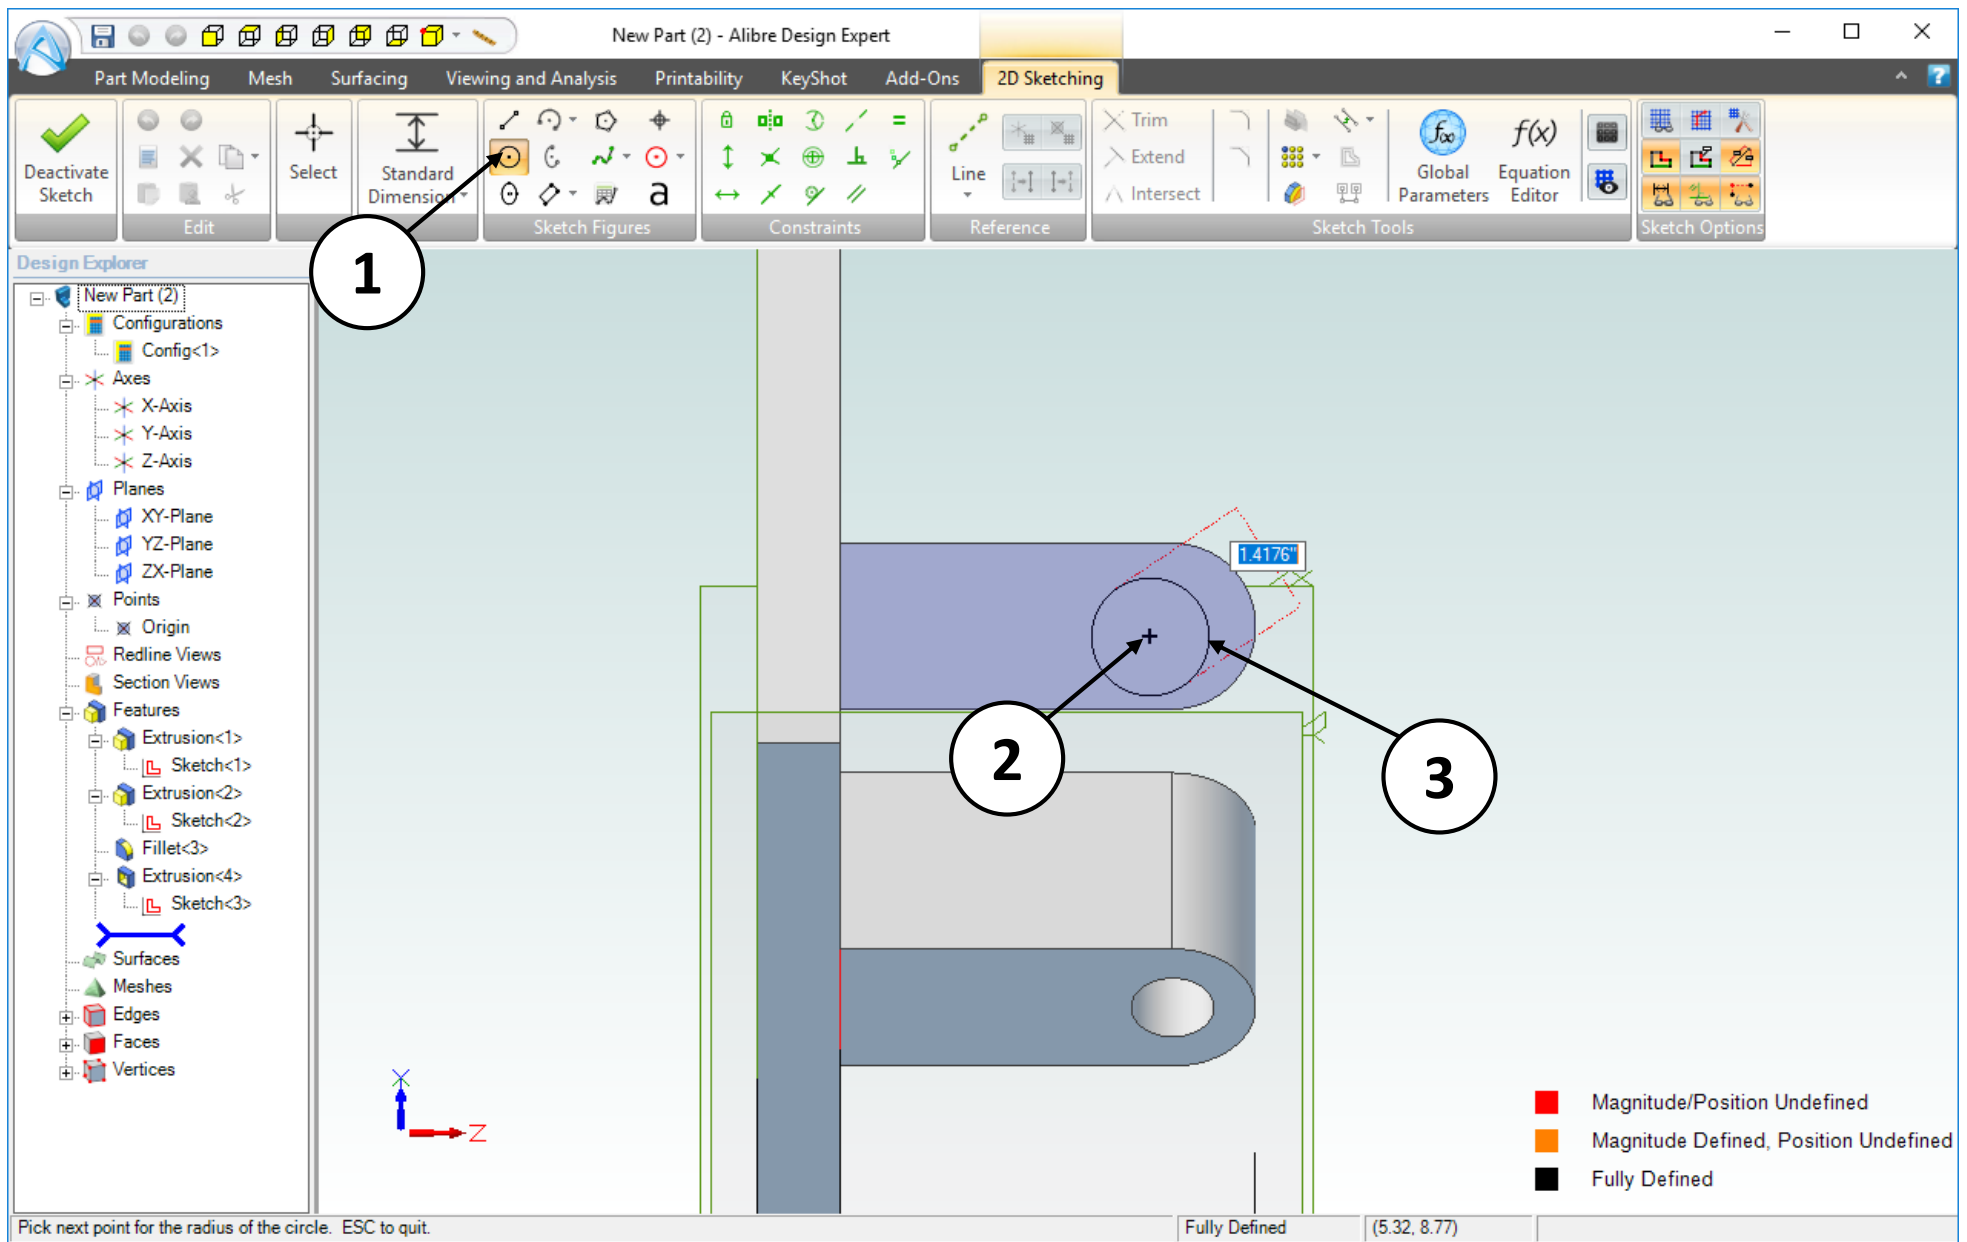 New Part (2) - Alibre Design Expert
Part Modeling Mesh Surfacing Viewing and Analysis Printability KeyShot Add-Ons 2D Sketching
Deactivate Sketch
Edit
Select
Standard Dimension
Sketch Figures
a
Constraints
Line
Reference
Trim
Extend
Intersect
Sketch Tools
Global Parameters
f(x)
Equation Editor
Sketch Options
1
Design Explorer
New Part (2)
Configurations
Config<1>
Axes
X-Axis
Y-Axis
Z-Axis
Planes
XY-Plane
YZ-Plane
ZX-Plane
Points
Origin
Redline Views
Section Views
Features
Extrusion<1>
Sketch<1>
Extrusion<2>
Sketch<2>
Fillet<3>
Extrusion<4>
Sketch<3>
Surfaces
Meshes
Edges
Faces
Vertices
1.4176"
2
3
X
Z
Magnitude/Position Undefined
Magnitude Defined, Position Undefined
Fully Defined
Pick next point for the radius of the circle. ESC to quit.
Fully Defined
(5.32, 8.77)